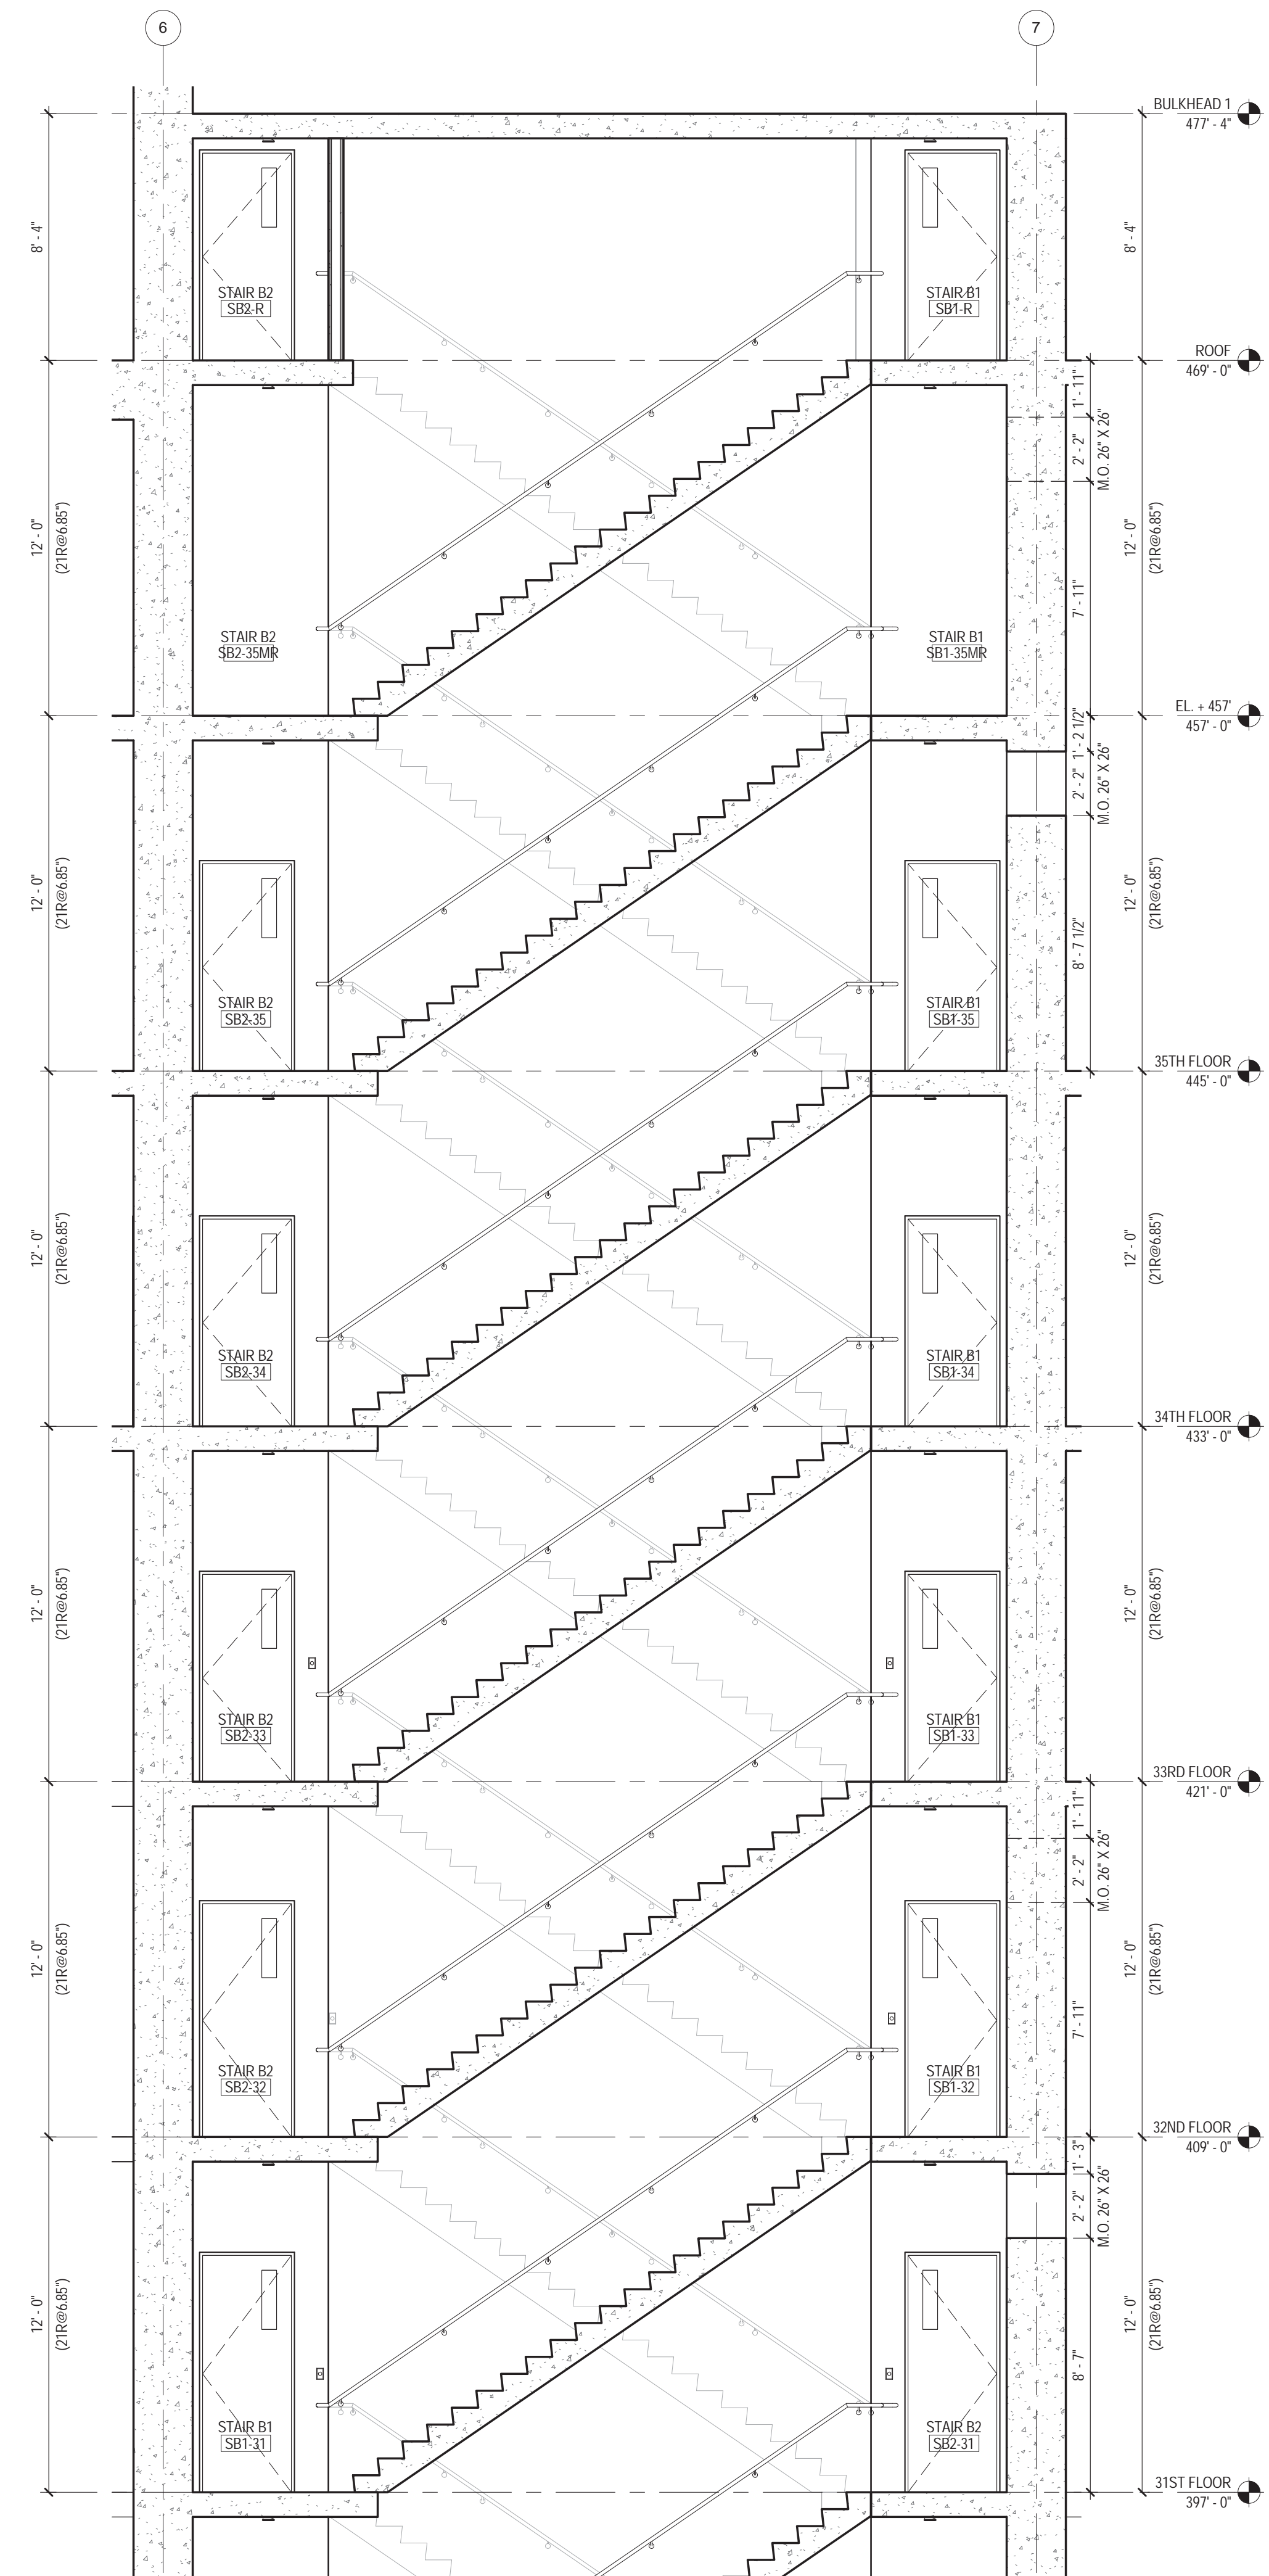 6
7
BULKHEAD 1
477' - 4"
8' - 4"
8' - 4"
STAIR B2
SB2-R
STAIR B1
SB1-R
ROOF
469' - 0"
1' - 11"
2' - 2"
M.O. 26" X 26"
7' - 11"
12' - 0"
(21R@6.85")
12' - 0"
(21R@6.85")
STAIR B2
SB2-35MR
STAIR B1
SB1-35MR
EL. + 457'
457' - 0"
1' - 2 1/2"
2' - 2"
M.O. 26" X 26"
8' - 7 1/2"
12' - 0"
(21R@6.85")
12' - 0"
(21R@6.85")
STAIR B2
SB2-35
STAIR B1
SB1-35
35TH FLOOR
445' - 0"
12' - 0"
(21R@6.85")
12' - 0"
(21R@6.85")
STAIR B2
SB2-34
STAIR B1
SB1-34
34TH FLOOR
433' - 0"
12' - 0"
(21R@6.85")
12' - 0"
(21R@6.85")
STAIR B2
SB2-33
STAIR B1
SB1-33
33RD FLOOR
421' - 0"
1' - 11"
2' - 2"
M.O. 26" X 26"
7' - 11"
12' - 0"
(21R@6.85")
12' - 0"
(21R@6.85")
STAIR B2
SB2-32
STAIR B1
SB1-32
32ND FLOOR
409' - 0"
1' - 3"
2' - 2"
M.O. 26" X 26"
8' - 7"
12' - 0"
(21R@6.85")
12' - 0"
(21R@6.85")
STAIR B1
SB1-31
STAIR B2
SB2-31
31ST FLOOR
397' - 0"